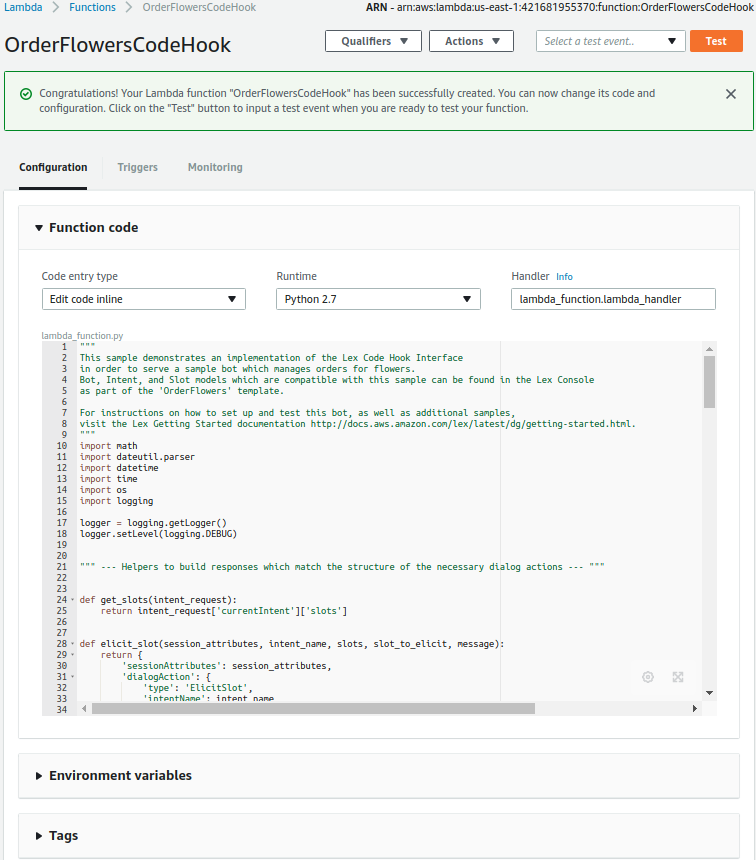 Lambda Functions OrderFlowersCodeHook ARN - arn:aws:lambda:us-east-1:421681955370:function:OrderFlowersCodeHook
OrderFlowersCodeHook Qualifiers Actions Select a test event.. Test
Congratulations! Your Lambda function "OrderFlowersCodeHook" has been successfully created. You can now change its code and
configuration. Click on the "Test" button to input a test event when you are ready to test your function.
Configuration Triggers Monitoring
Function code
Code entry type Runtime Handler Info
Edit code inline Python 2.7 lambda_function.lambda_handler
lambda_function.py
1 """
2 This sample demonstrates an implementation of the Lex Code Hook Interface
3 in order to serve a sample bot which manages orders for flowers.
4 Bot, Intent, and Slot models which are compatible with this sample can be found in the Lex Console
5 as part of the 'OrderFlowers' template.
6
7 For instructions on how to set up and test this bot, as well as additional samples,
8 visit the Lex Getting Started documentation http://docs.aws.amazon.com/lex/latest/dg/getting-started.html.
9 """
10 import math
11 import dateutil.parser
12 import datetime
13 import time
14 import os
15 import logging
16
17 logger = logging.getLogger()
18 logger.setLevel(logging.DEBUG)
19
20
21 """ --- Helpers to build responses which match the structure of the necessary dialog actions --- """
22
23
24 def get_slots(intent_request):
25     return intent_request['currentIntent']['slots']
26
27
28 def elicit_slot(session_attributes, intent_name, slots, slot_to_elicit, message):
29     return {
30         'sessionAttributes': session_attributes,
31         'dialogAction': {
32             'type': 'ElicitSlot',
33             'intentName': intent_name
34
Environment variables
Tags